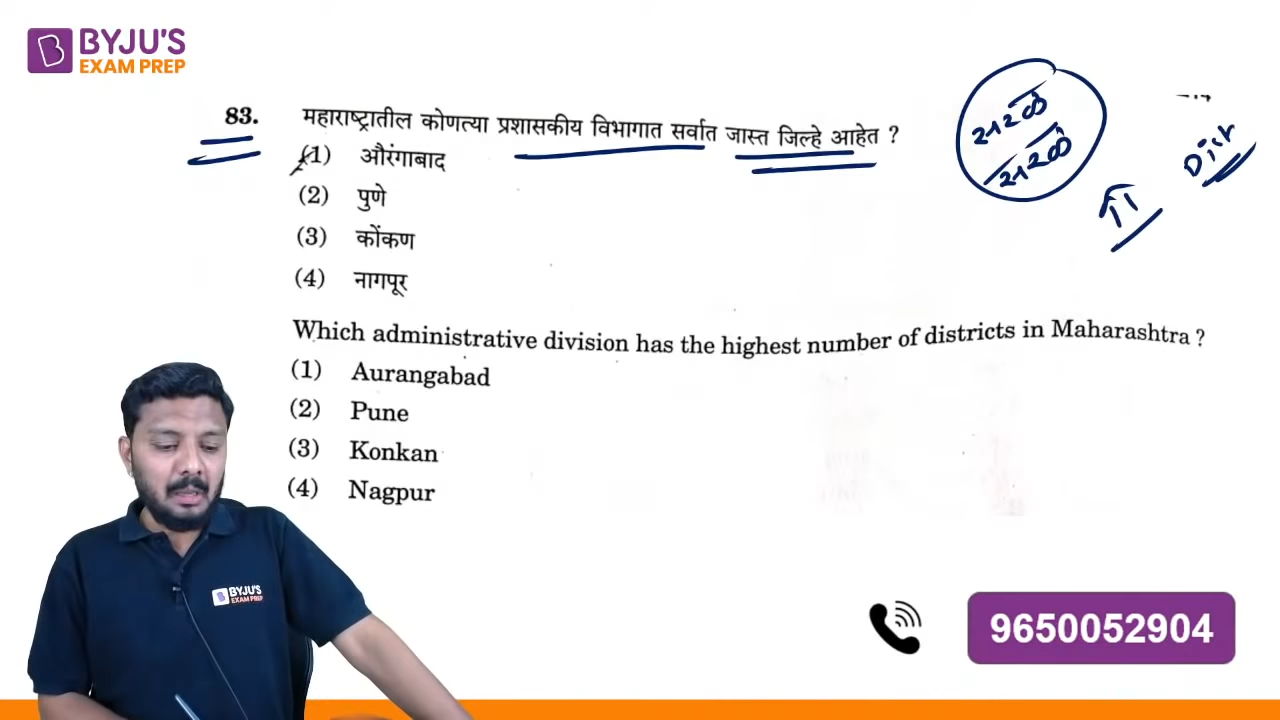 BYJU'S
EXAM PREP
83. महाराष्ट्रातील कोणत्या प्रशासकीय विभागात सर्वात जास्त जिल्हे आहेत ?
(1) औरंगाबाद
(2) पुणे
(3) कोंकण
(4) नागपूर
Which administrative division has the highest number of districts in Maharashtra ?
(1) Aurangabad
(2) Pune
(3) Konkan
(4) Nagpur
Dist
BYJU'S
EXAM PREP
9650052904